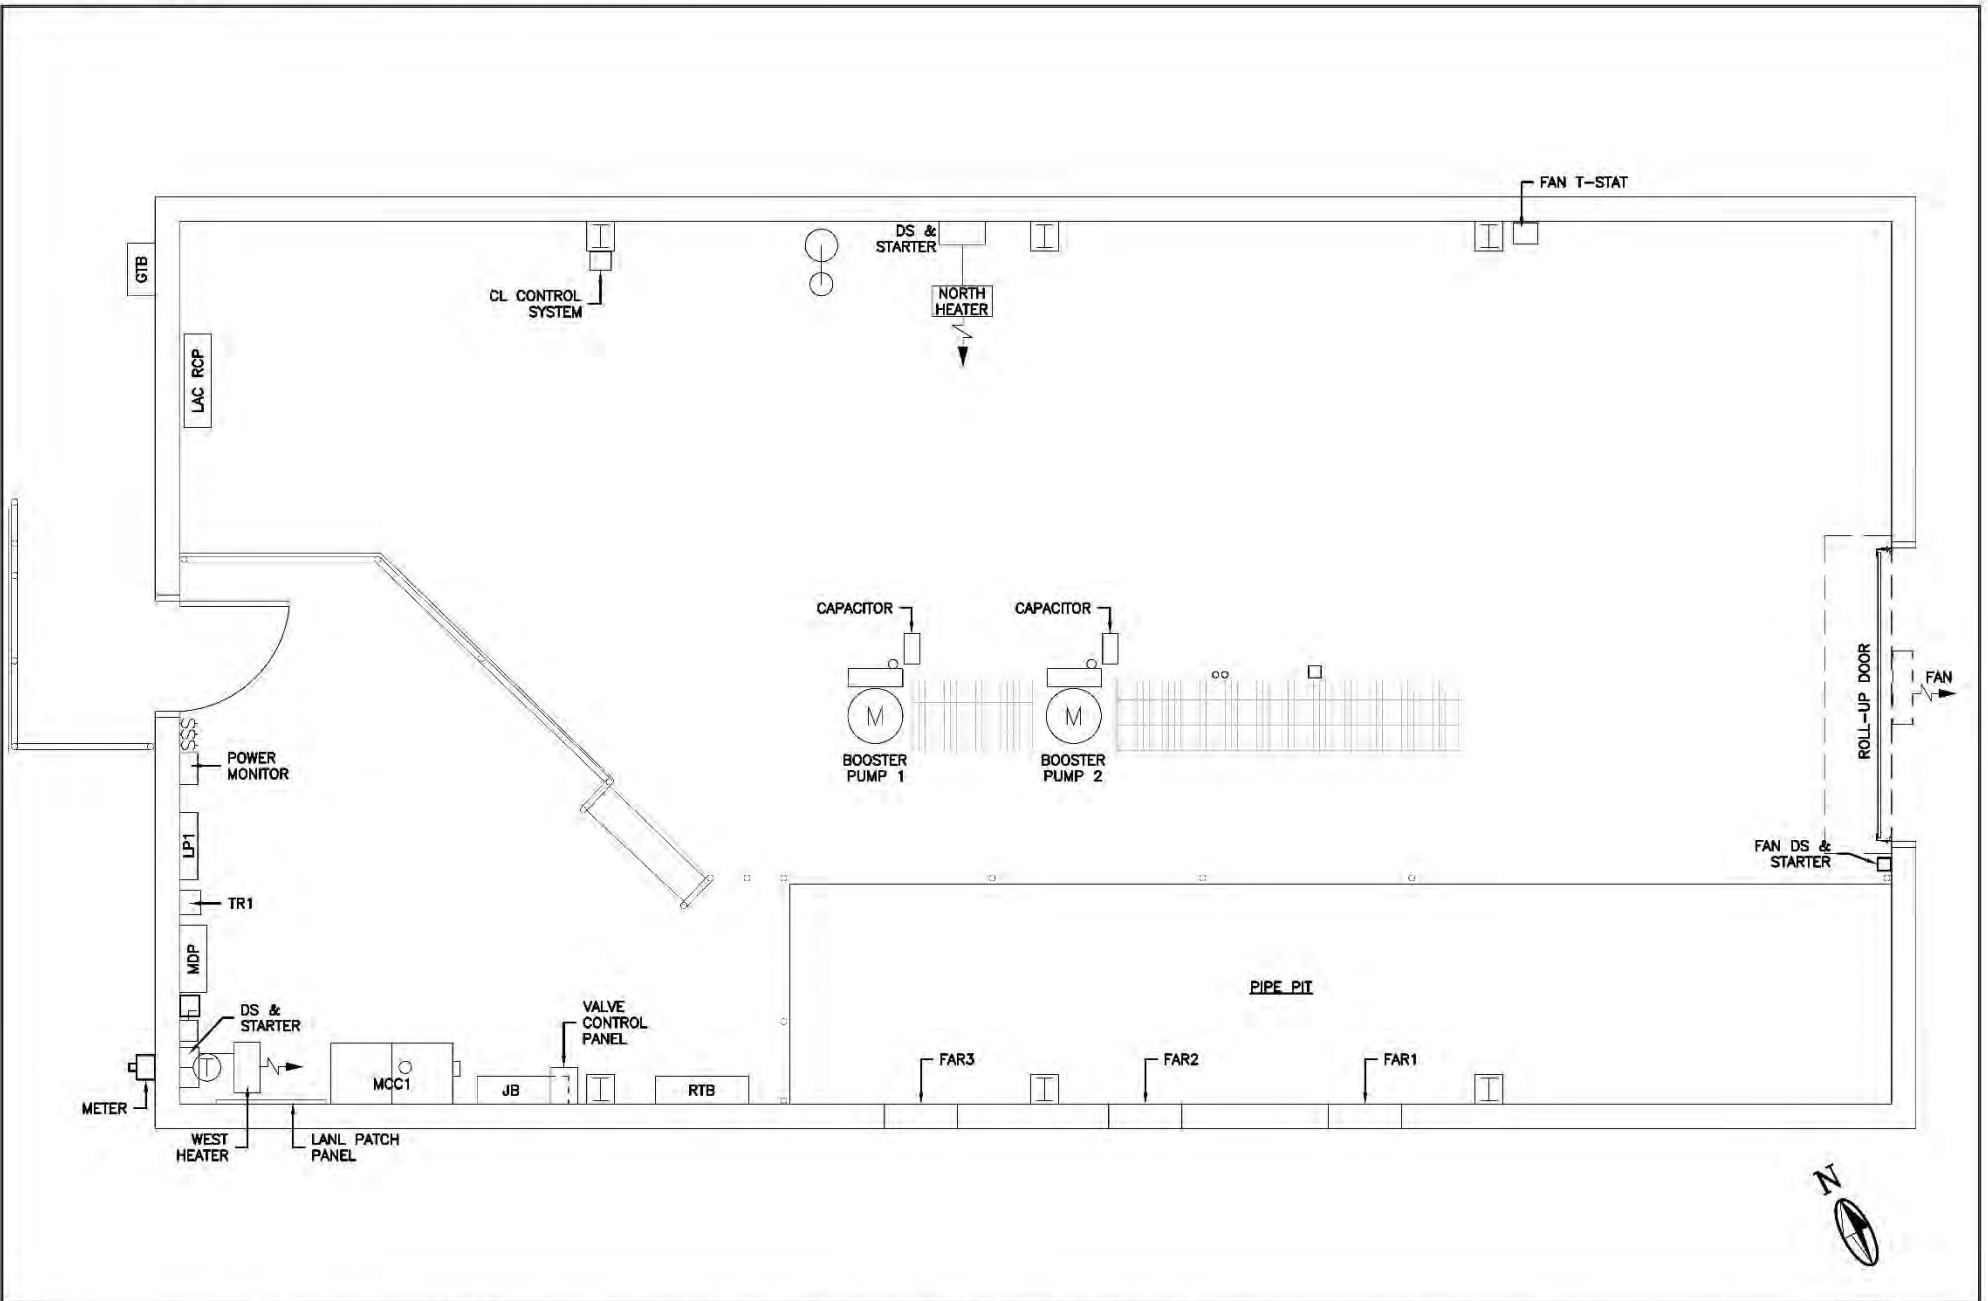 FAN T-STAT
DS &
STARTER
GTB
CL CONTROL
SYSTEM
NORTH
HEATER
LAC RCP
CAPACITOR
CAPACITOR
ROLL-UP DOOR
FAN
M
M
SSS
POWER
MONITOR
BOOSTER
PUMP 1
BOOSTER
PUMP 2
LP1
FAN DS &
STARTER
TR1
MDP
PIPE PIT
DS &
STARTER
VALVE
CONTROL
PANEL
FAR3
FAR2
FAR1
MCC1
JB
RTB
METER
WEST
HEATER
LANL PATCH
PANEL
N